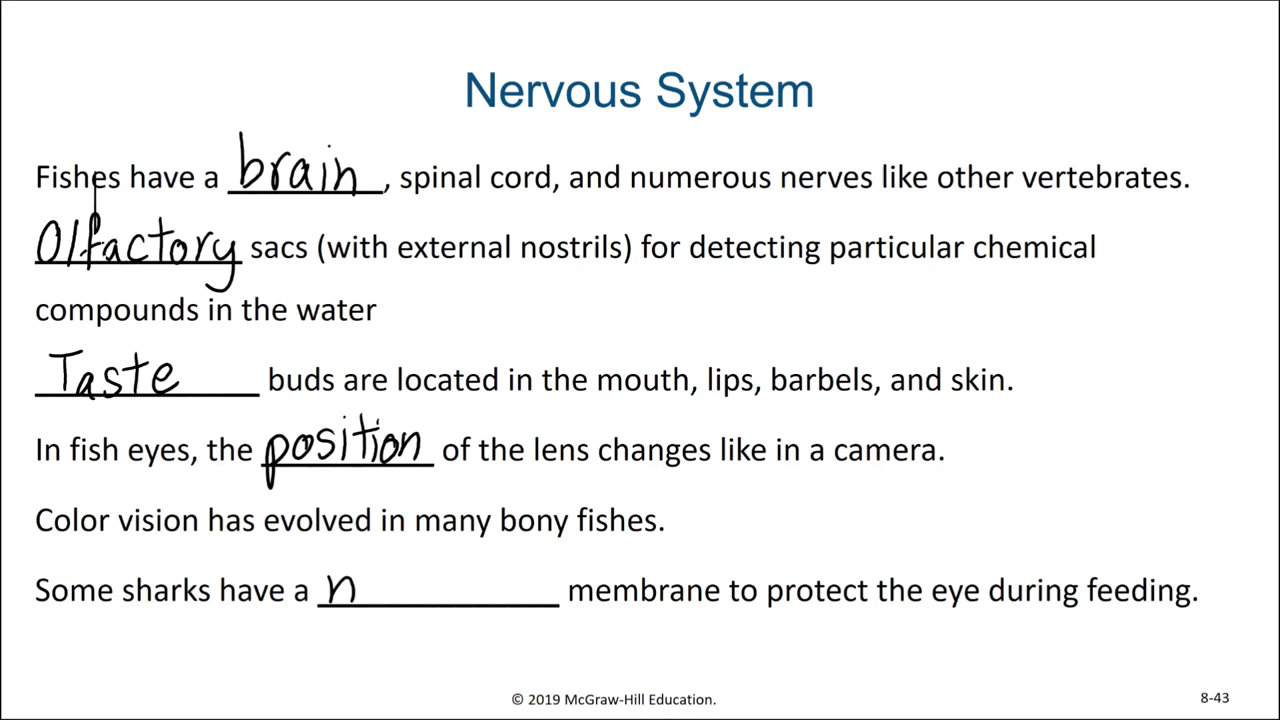 Nervous System
Fishes have a brain, spinal cord, and numerous nerves like other vertebrates.
Olfactory sacs (with external nostrils) for detecting particular chemical
compounds in the water
Taste buds are located in the mouth, lips, barbels, and skin.
In fish eyes, the position of the lens changes like in a camera.
Color vision has evolved in many bony fishes.
Some sharks have a n membrane to protect the eye during feeding.
© 2019 McGraw-Hill Education.
8-43